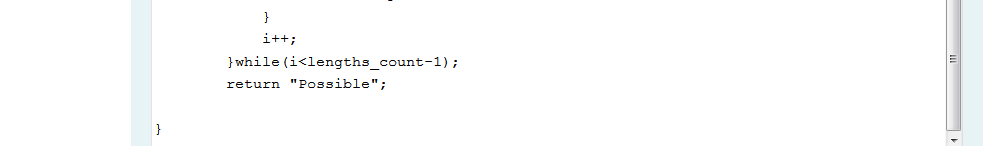 }
i++;
}while(i<lengths_count-1);
return "Possible";
}